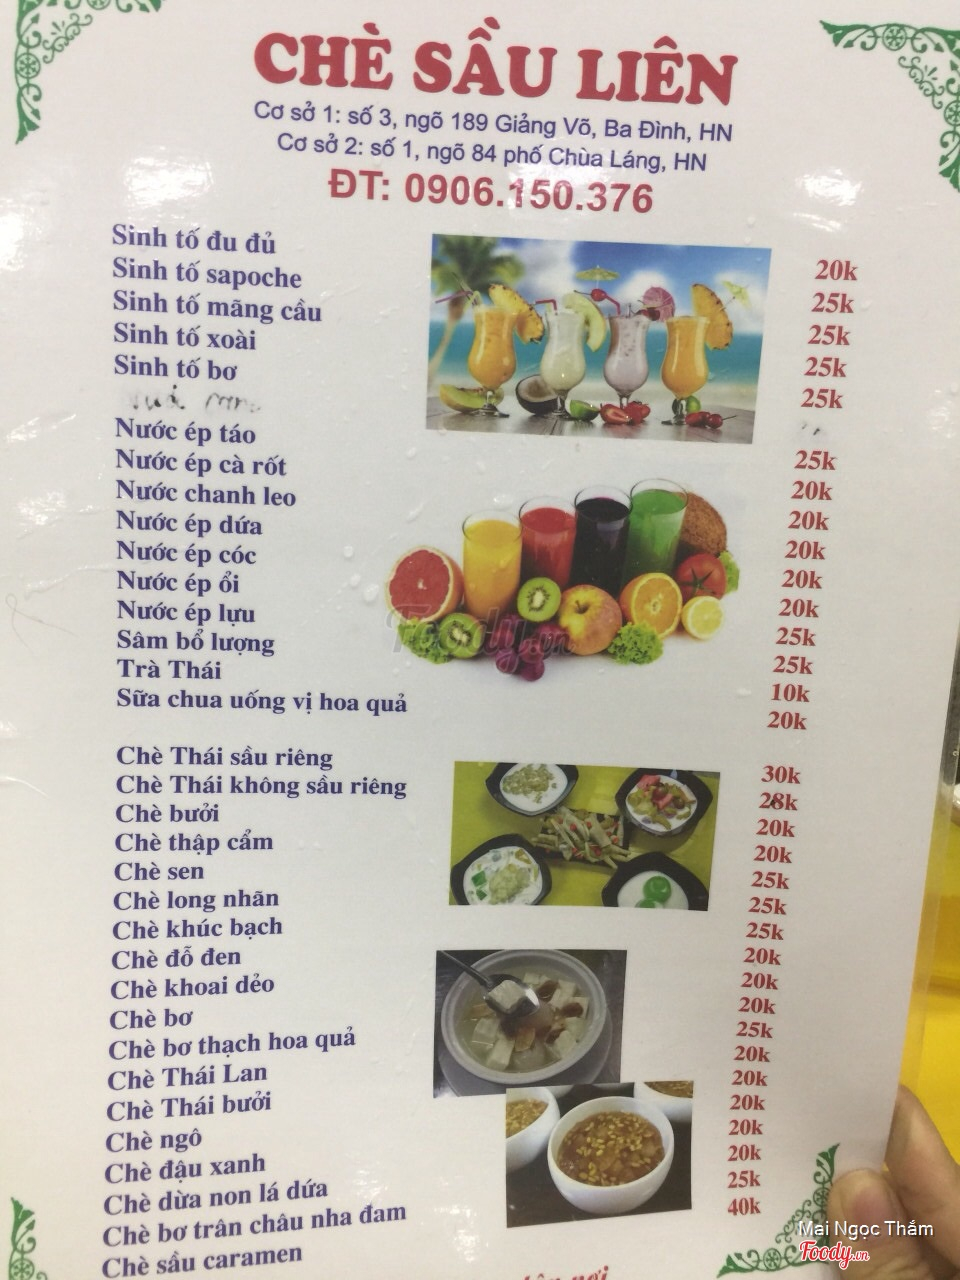 CHÈ SẦU LIÊN
Cơ sở 1: số 3, ngõ 189 Giảng Võ, Ba Đình, HN
Cơ sở 2: số 1, ngõ 84 phố Chùa Láng, HN
ĐT: 0906.150.376
Sinh tố đu đủ 20k
Sinh tố sapoche 25k
Sinh tố mãng cầu 25k
Sinh tố xoài 25k
Sinh tố bơ 25k
Nước ép táo 25k
Nước ép cà rốt 20k
Nước chanh leo 20k
Nước ép dứa 20k
Nước ép cóc 20k
Nước ép ổi 20k
Nước ép lựu 25k
Sâm bổ lượng 25k
Trà Thái 10k
Sữa chua uống vị hoa quả 20k
Foody.vn
Chè Thái sầu riêng 30k
Chè Thái không sầu riêng 28k
Chè bưởi 20k
Chè thập cẩm 20k
Chè sen 25k
Chè long nhãn 25k
Chè khúc bạch 25k
Chè đỗ đen 20k
Chè khoai dẻo 20k
Chè bơ 20k
Chè bơ thạch hoa quả 25k
Chè Thái Lan 20k
Chè Thái bưởi 20k
Chè ngô 20k
Chè đậu xanh 20k
Chè dừa non lá dứa 20k
Chè bơ trân châu nha đam 25k
Chè sầu caramen 40k
Mai Ngọc Thắm
Foody.vn